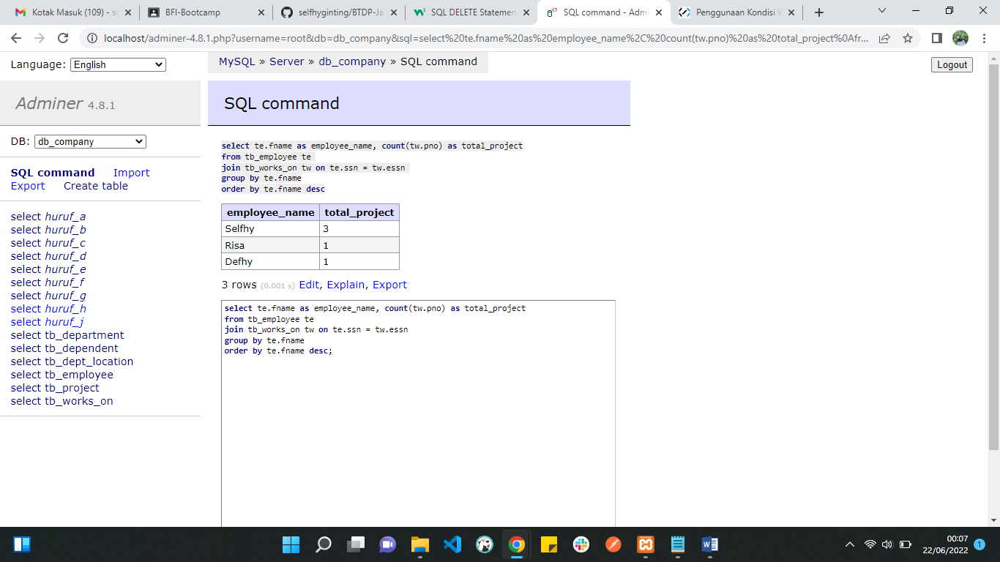 Kotak Masuk (109) - se
BFI-Bootcamp
selfhyginting/BTDP-Ja
SQL DELETE Statemen
SQL command - Admi
Penggunaan Kondisi W
localhost/adminer-4.8.1.php?username=root&db=db_company&sql=select%20te.fname%20as%20employee_name%2C%20count(tw.pno)%20as%20total_project%0Afr...
Language: English
MySQL » Server » db_company » SQL command
Logout
Adminer 4.8.1
SQL command
DB: db_company
SQL command Import
Export Create table
select huruf_a
select huruf_b
select huruf_c
select huruf_d
select huruf_e
select huruf_f
select huruf_g
select huruf_h
select huruf_j
select tb_department
select tb_dependent
select tb_dept_location
select tb_employee
select tb_project
select tb_works_on
select te.fname as employee_name, count(tw.pno) as total_project
from tb_employee te
join tb_works_on tw on te.ssn = tw.essn
group by te.fname
order by te.fname desc
employee_name total_project
Selfhy 3
Risa 1
Defhy 1
3 rows (0.001 s) Edit, Explain, Export
select te.fname as employee_name, count(tw.pno) as total_project
from tb_employee te
join tb_works_on tw on te.ssn = tw.essn
group by te.fname
order by te.fname desc;
00:07
22/06/2022
1